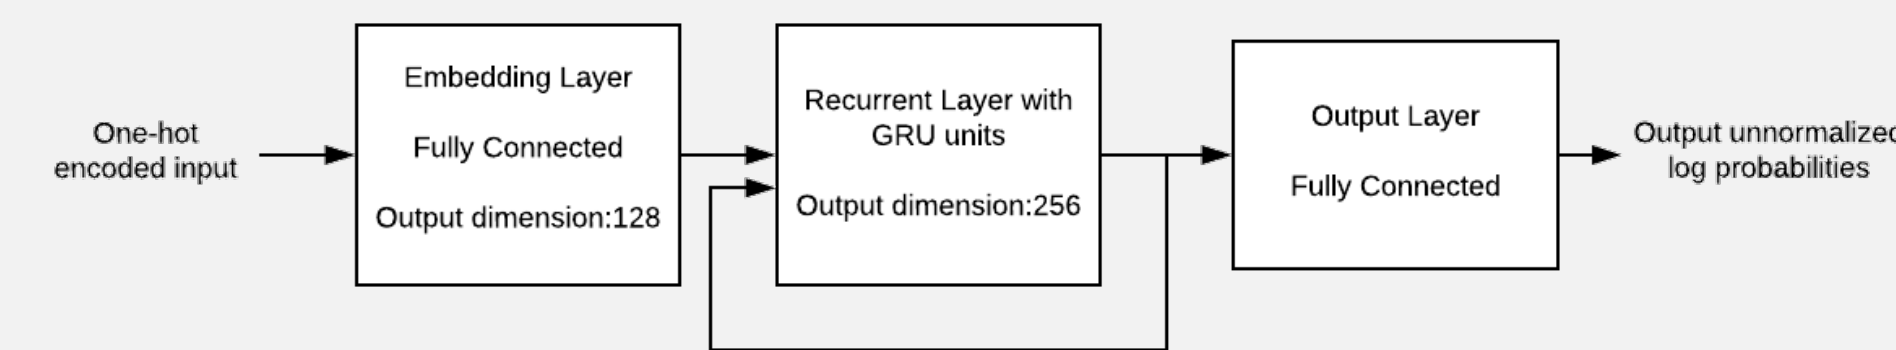 One-hot
encoded input
Embedding Layer
Fully Connected
Output dimension:128
Recurrent Layer with
GRU units
Output dimension:256
Output Layer
Fully Connected
Output unnormalized
log probabilities